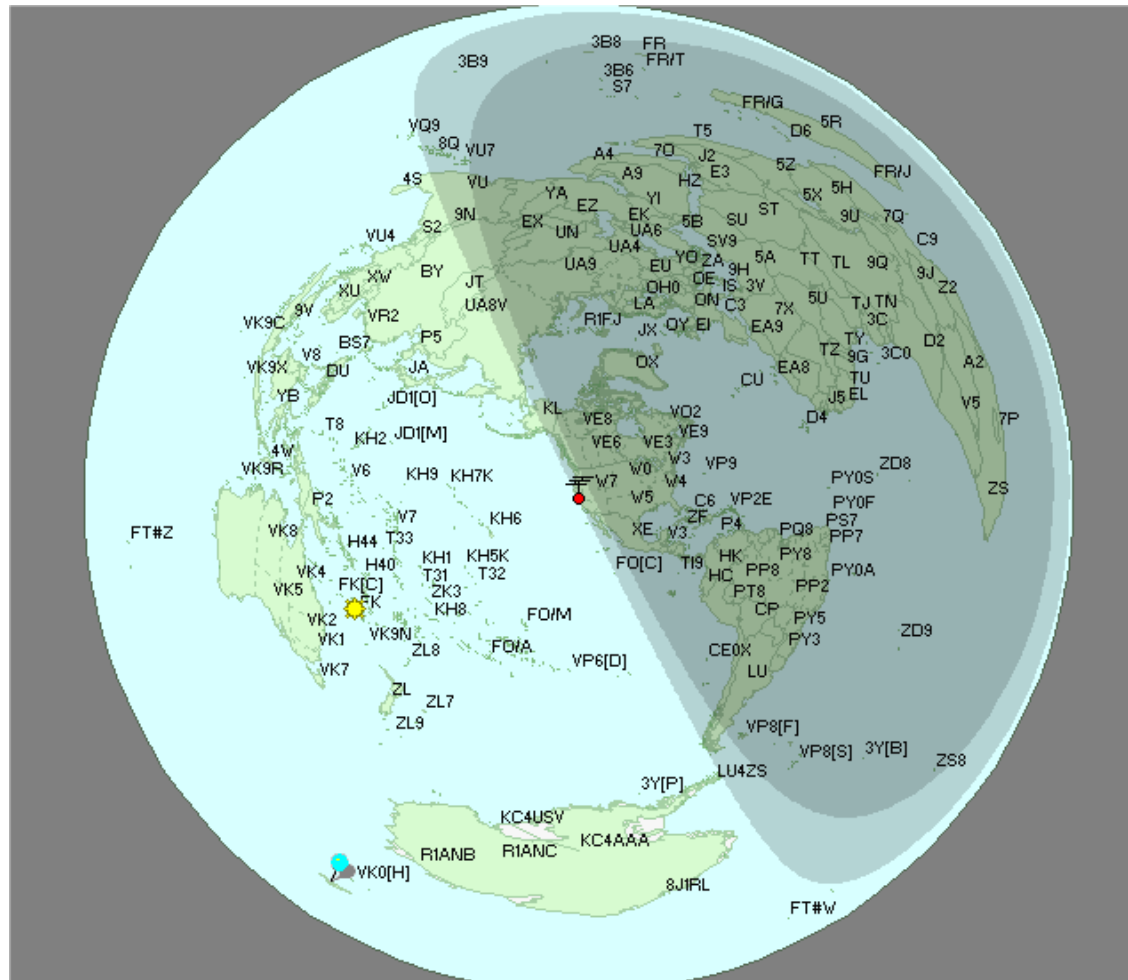 3B8
FR
3B9
FR/T
3B6
S7
FR/G
5R
VQ9
T5
D6
8Q
VU7
A4
7O
J2
5Z
4S
VU
A9
HZ
E3
FR/J
YA
YI
5X
5H
9N
EZ
EK
5B
SU
ST
9U
7Q
S2
EX
UN
UA6
VU4
UA4
SV9
C9
XW
BY
UA9
EU
YO
ZA
9H
5A
TT
TL
9Q
9J
XU
JT
OH0
OE
IS
3V
Z2
9V
UA8V
LA
ON
C3
7X
5U
TJ
TN
VK9C
VR2
R1FJ
JX
OY
EI
EA9
3C
BS7
P5
TY
D2
V8
TZ
9G
3C0
VK9X
DU
JA
OX
CU
EA8
TU
A2
YB
JD1[O]
J5
EL
V5
KL
VO2
D4
T8
VE8
VE9
7P
KH2
JD1[M]
VE6
VE3
4W
W3
VP9
ZD8
VK9R
V6
KH9
KH7K
W0
W7
W4
PY0S
ZS
P2
W5
C6
VP2E
PY0F
V7
KH6
ZF
P4
PS7
FT#Z
VK8
T33
XE
V3
PQ8
PP7
H44
KH1
KH5K
HK
PY8
H40
FO[C]
TI9
VK4
T31
T32
HC
PP8
PY0A
FK[C]
VK5
ZK3
PT8
PP2
FK
KH8
CP
VK2
FO/M
PY5
VK1
VK9N
PY3
ZD9
ZL8
FO/A
CE0X
VK7
VP6[D]
LU
ZL
ZL7
ZL9
VP8[F]
VP8[S]
3Y[B]
LU4ZS
ZS8
3Y[P]
KC4USV
KC4AAA
R1ANB
R1ANC
VK0[H]
8J1RL
FT#W